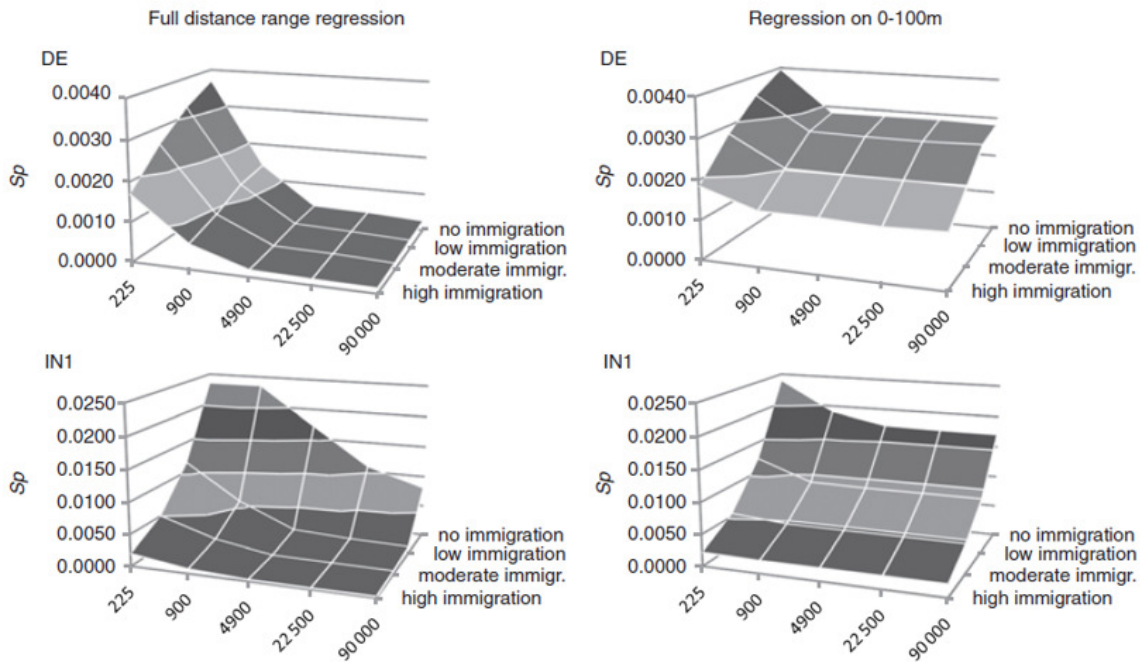 Full distance range regression
Regression on 0-100m
DE
0.0040
0.0030
0.0020
0.0010
0.0000
Sp
225
900
4900
22 500
90 000
no immigration
low immigration
moderate immigr.
high immigration
DE
0.0040
0.0030
0.0020
0.0010
0.0000
Sp
225
900
4900
22 500
90 000
no immigration
low immigration
moderate immigr.
high immigration
IN1
0.0250
0.0200
0.0150
0.0100
0.0050
0.0000
Sp
225
900
4900
22 500
90 000
no immigration
low immigration
moderate immigr.
high immigration
IN1
0.0250
0.0200
0.0150
0.0100
0.0050
0.0000
Sp
225
900
4900
22 500
90 000
no immigration
low immigration
moderate immigr.
high immigration